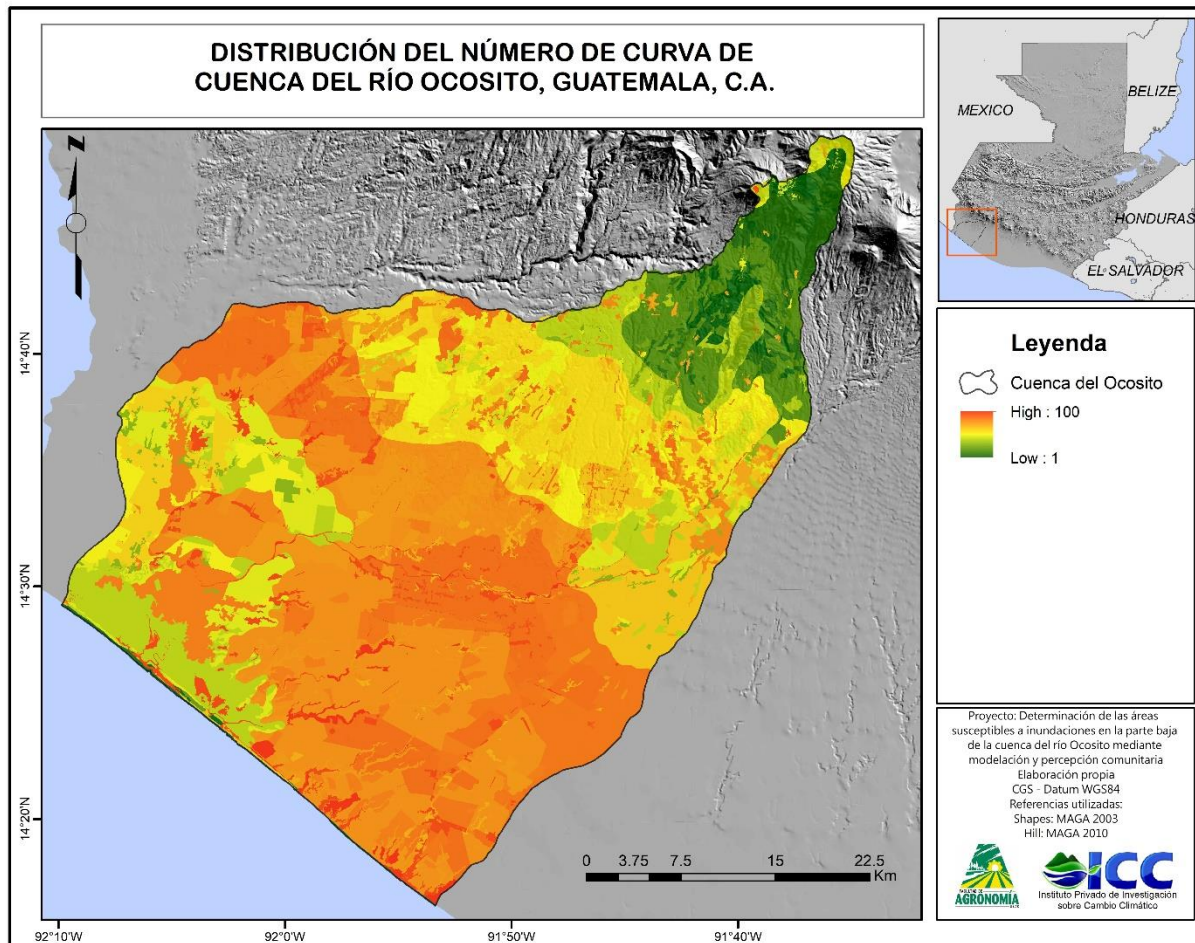 DISTRIBUCIÓN DEL NÚMERO DE CURVA DE
CUENCA DEL RÍO OCOSITO, GUATEMALA, C.A.
N
14°40'N
14°30'N
14°20'N
92°10'W
92°0'W
91°50'W
91°40'W
0 3.75 7.5 15 22.5
Km
MEXICO
BELIZE
HONDURAS
EL SALVADOR
Leyenda
Cuenca del Ocosito
High : 100
Low : 1
Proyecto: Determinación de las áreas
susceptibles a inundaciones en la parte baja
de la cuenca del río Ocosito mediante
modelación y percepción comunitaria
Elaboración propia
CGS - Datum WGS84
Referencias utilizadas:
Shapes: MAGA 2003
Hill: MAGA 2010
FACULTAD DE
AGRONOMÍA
ICC
Instituto Privado de Investigación
sobre Cambio Climático